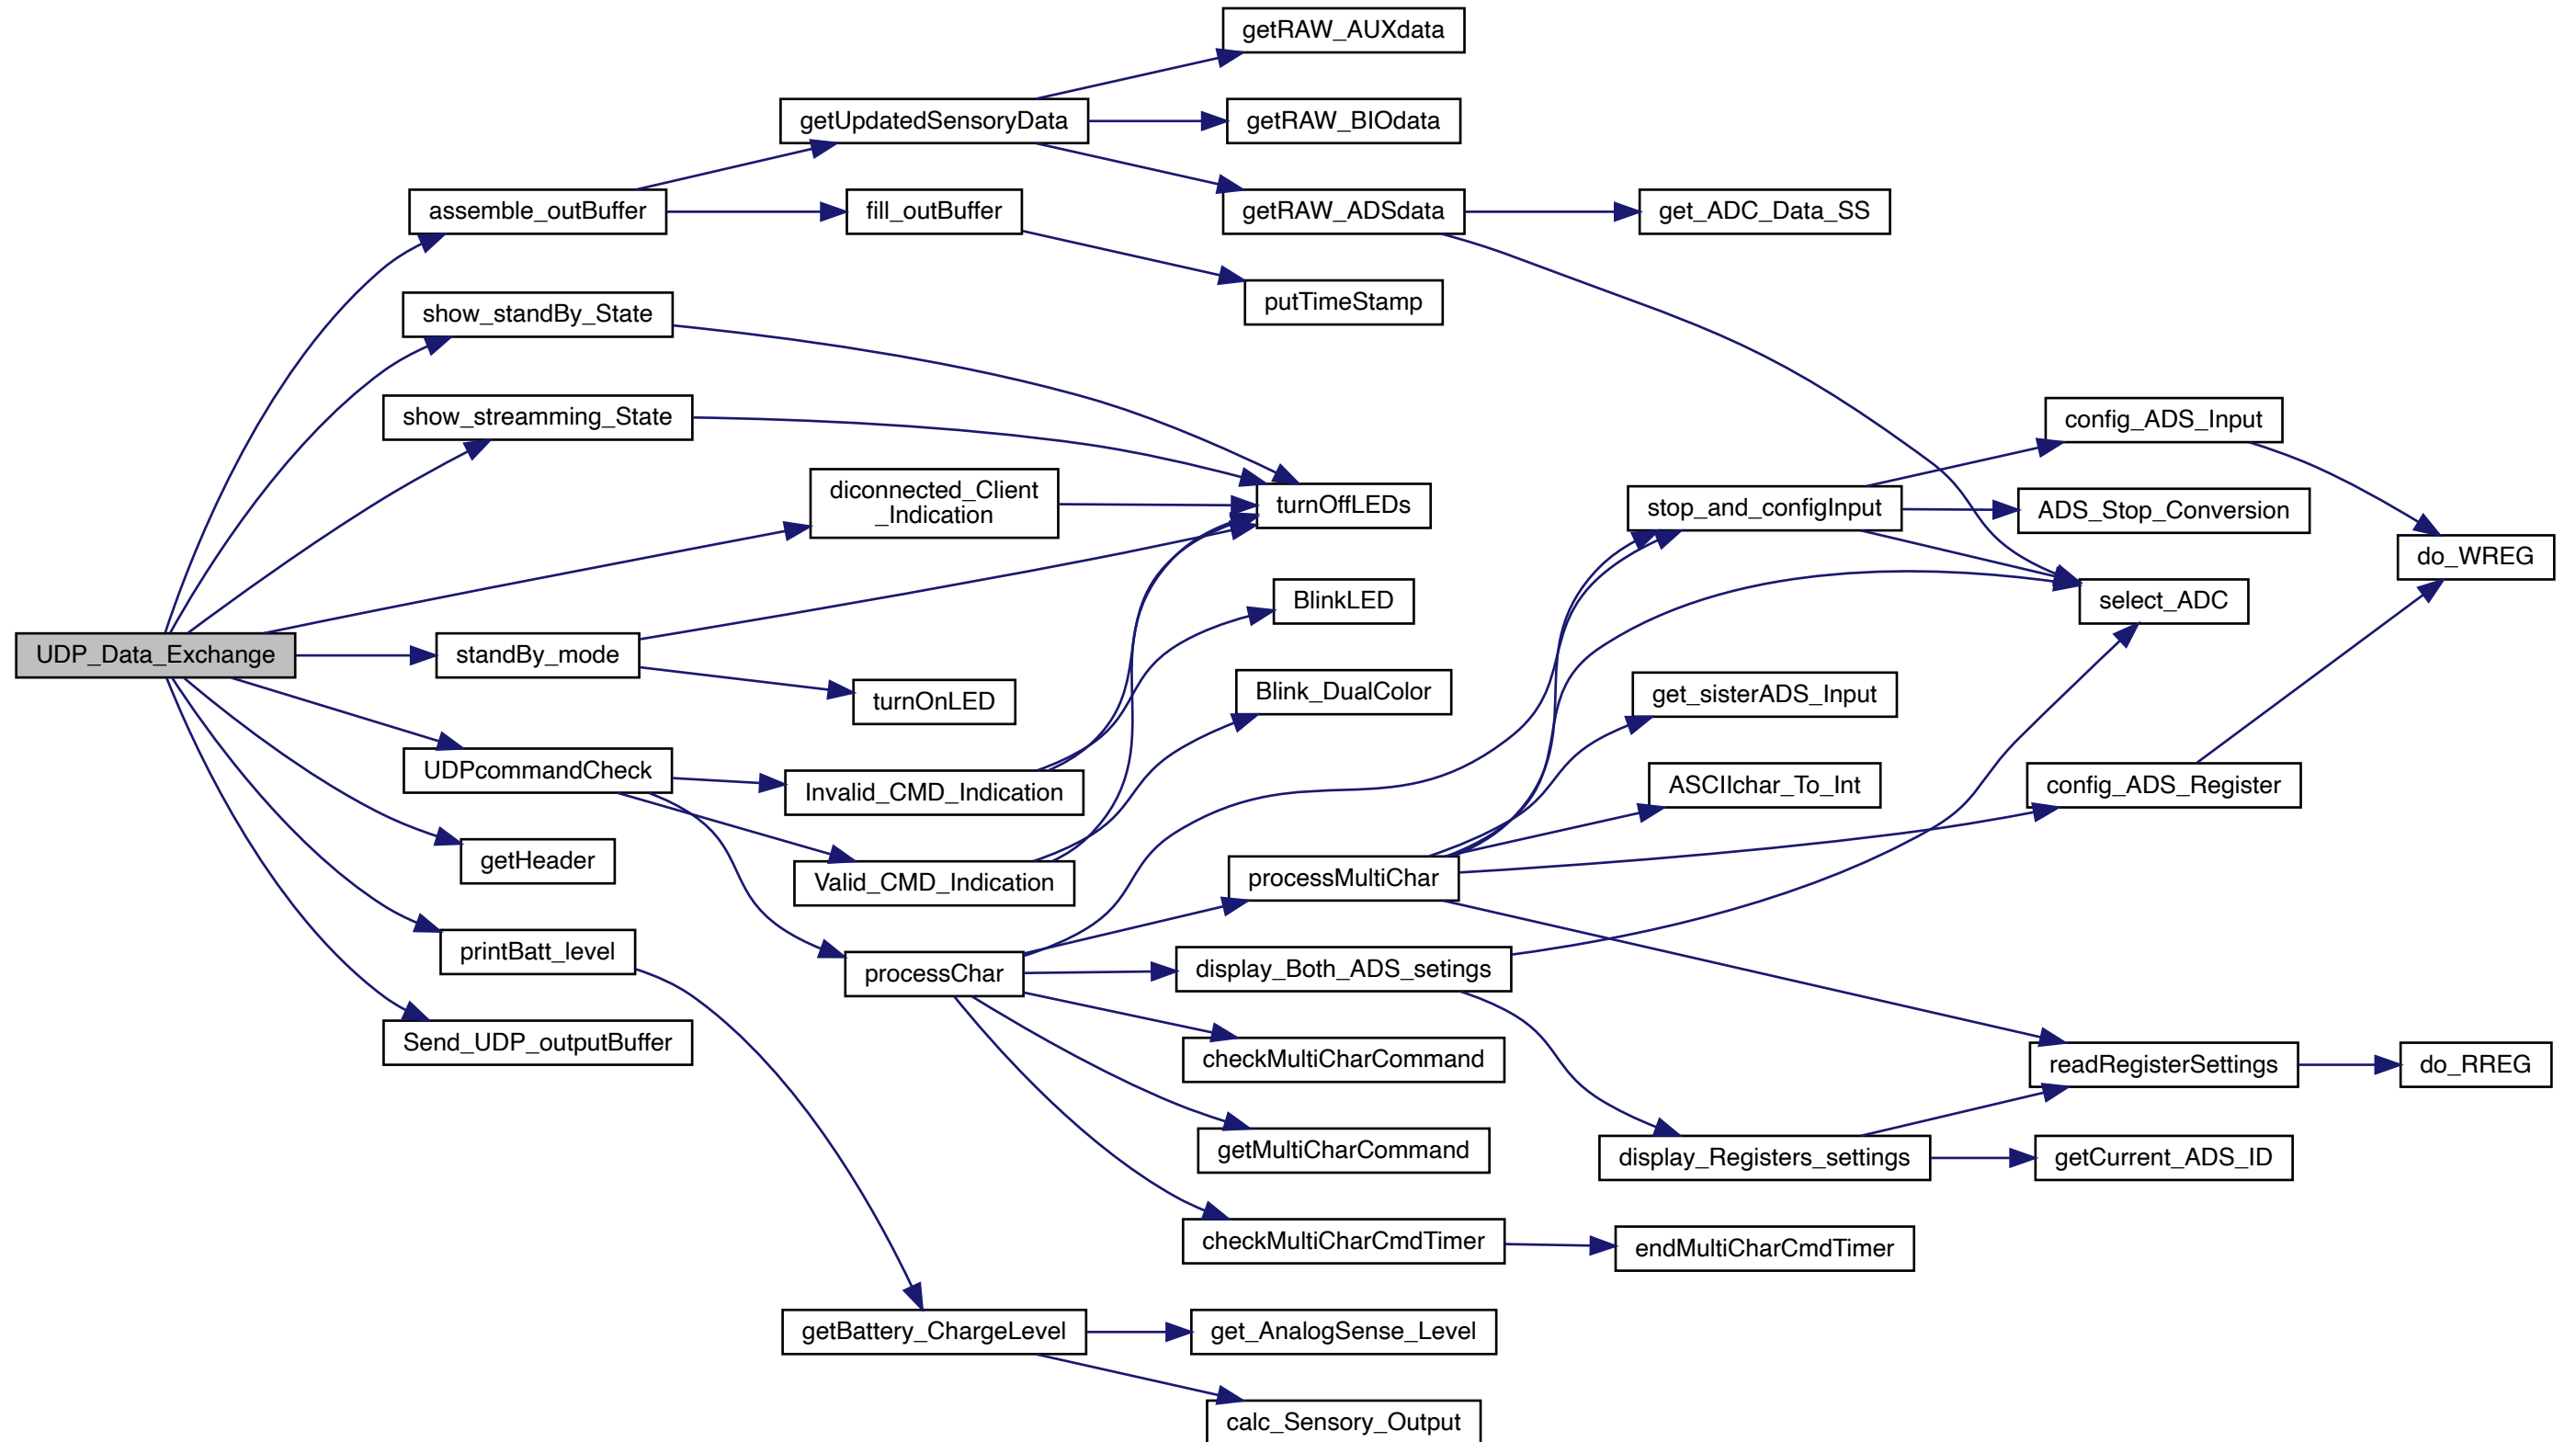 getRAW_AUXdata
getUpdatedSensoryData
getRAW_BIOdata
assemble_outBuffer
fill_outBuffer
getRAW_ADSdata
get_ADC_Data_SS
putTimeStamp
show_standBy_State
show_streamming_State
config_ADS_Input
diconnected_Client
_Indication
turnOffLEDs
stop_and_configInput
ADS_Stop_Conversion
do_WREG
BlinkLED
select_ADC
UDP_Data_Exchange
standBy_mode
turnOnLED
Blink_DualColor
get_sisterADS_Input
UDPcommandCheck
Invalid_CMD_Indication
ASCIIchar_To_Int
config_ADS_Register
getHeader
Valid_CMD_Indication
processMultiChar
printBatt_level
processChar
display_Both_ADS_setings
Send_UDP_outputBuffer
checkMultiCharCommand
readRegisterSettings
do_RREG
getMultiCharCommand
display_Registers_settings
getCurrent_ADS_ID
checkMultiCharCmdTimer
endMultiCharCmdTimer
getBattery_ChargeLevel
get_AnalogSense_Level
calc_Sensory_Output